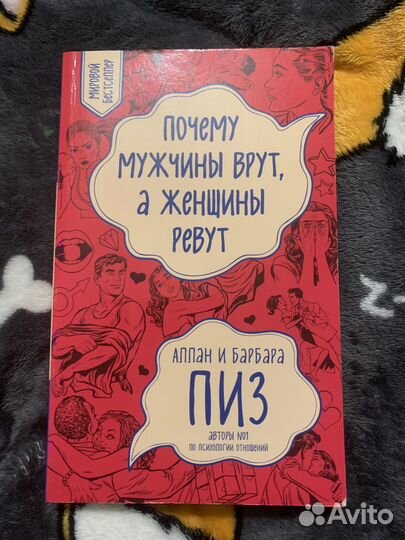 МИРОВОЙ
БЕСТСЕЛЛЕР
ПОЧЕМУ
МУЖЧИНЫ ВРУТ,
А ЖЕНЩИНЫ
РЕВУТ
АЛЛАН И БАРБАРА
ПИЗ
АВТОРЫ №1
ПО ПСИХОЛОГИИ ОТНОШЕНИЙ
Z
Avito